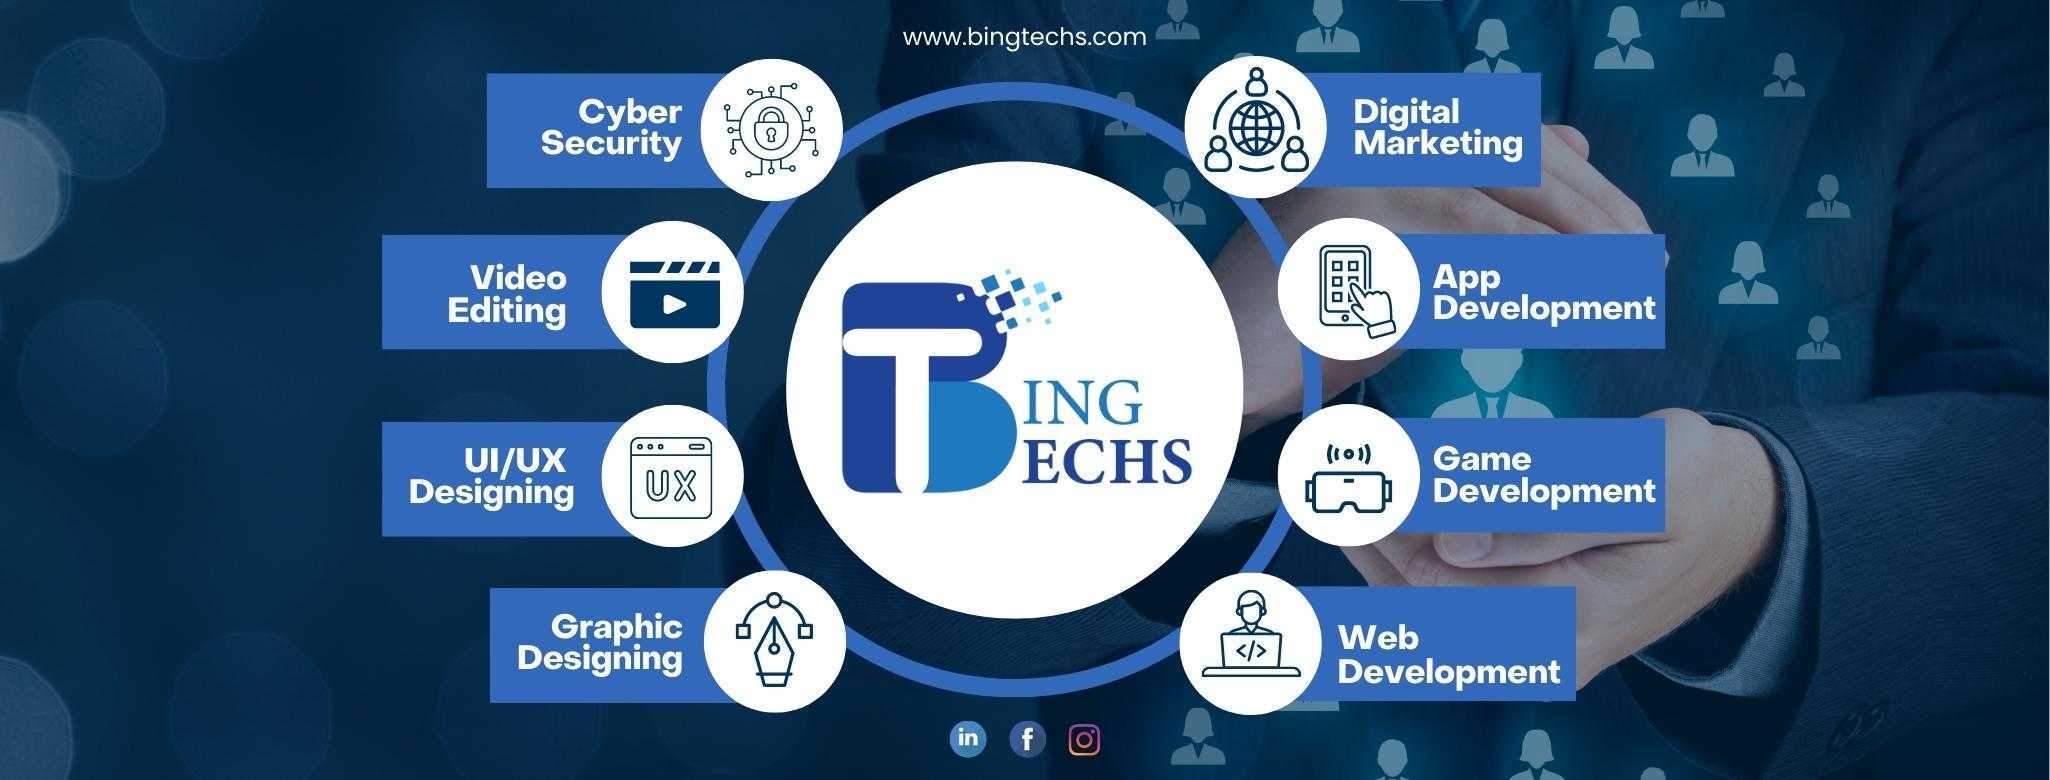 www.bingtechs.com
Cyber
Security
Video
Editing
UI/UX
Designing
UX
Graphic
Designing
TB
ING
ECHS
Digital
Marketing
App
Development
Game
Development
</>
Web
Development
in
f